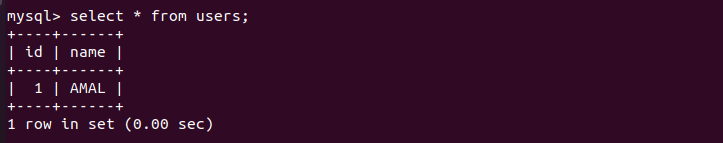 mysql> select * from users;
+----+------+
| id | name |
+----+------+
|  1 | AMAL |
+----+------+
1 row in set (0.00 sec)